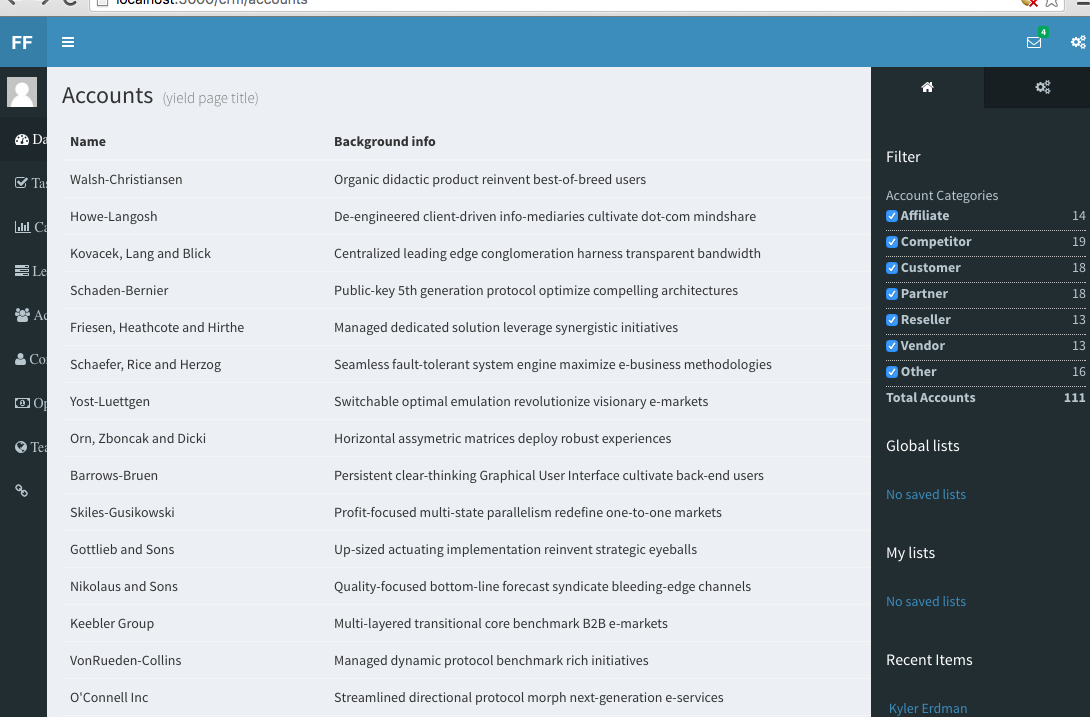 localhost:3000/crm/accounts
FF
4
Da
Tas
Ca
Le
Ac
Co
Op
Tea
Accounts (yield page title)
Name Background info
Walsh-Christiansen Organic didactic product reinvent best-of-breed users
Howe-Langosh De-engineered client-driven info-mediaries cultivate dot-com mindshare
Kovacek, Lang and Blick Centralized leading edge conglomeration harness transparent bandwidth
Schaden-Bernier Public-key 5th generation protocol optimize compelling architectures
Friesen, Heathcote and Hirthe Managed dedicated solution leverage synergistic initiatives
Schaefer, Rice and Herzog Seamless fault-tolerant system engine maximize e-business methodologies
Yost-Luettgen Switchable optimal emulation revolutionize visionary e-markets
Orn, Zboncak and Dicki Horizontal assymetric matrices deploy robust experiences
Barrows-Bruen Persistent clear-thinking Graphical User Interface cultivate back-end users
Skiles-Gusikowski Profit-focused multi-state parallelism redefine one-to-one markets
Gottlieb and Sons Up-sized actuating implementation reinvent strategic eyeballs
Nikolaus and Sons Quality-focused bottom-line forecast syndicate bleeding-edge channels
Keebler Group Multi-layered transitional core benchmark B2B e-markets
VonRueden-Collins Managed dynamic protocol benchmark rich initiatives
O'Connell Inc Streamlined directional protocol morph next-generation e-services
Filter
Account Categories
Affiliate 14
Competitor 19
Customer 18
Partner 18
Reseller 13
Vendor 13
Other 16
Total Accounts 111
Global lists
No saved lists
My lists
No saved lists
Recent Items
Kyler Erdman